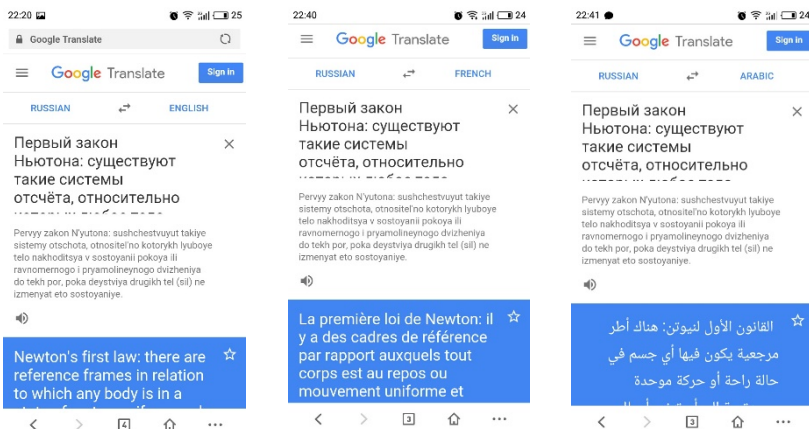 22:20
25
Google Translate
Google Translate
Sign in
RUSSIAN
ENGLISH
Первый закон
Ньютона: существуют
такие системы
отсчёта, относительно
Pervyy zakon N'yutona: sushchestvuyut takiye
sistemy otschota, otnositel'no kotorykh lyuboye
telo nakhoditsya v sostoyanii pokoya ili
ravnomernogo i pryamolineynogo dvizheniya
do tekh por, poka deystviya drugikh tel (sil) ne
izmenyat eto sostoyaniye.
Newton's first law: there are
reference frames in relation
to which any body is in a
4
22:40
24
Google Translate
Sign in
RUSSIAN
FRENCH
Первый закон
Ньютона: существуют
такие системы
отсчёта, относительно
Pervyy zakon N'yutona: sushchestvuyut takiye
sistemy otschota, otnositel'no kotorykh lyuboye
telo nakhoditsya v sostoyanii pokoya ili
ravnomernogo i pryamolineynogo dvizheniya
do tekh por, poka deystviya drugikh tel (sil) ne
izmenyat eto sostoyaniye.
La première loi de Newton: il
y a des cadres de référence
par rapport auxquels tout
corps est au repos ou
mouvement uniforme et
3
22:41
24
Google Translate
Sign in
RUSSIAN
ARABIC
Первый закон
Ньютона: существуют
такие системы
отсчёта, относительно
Pervyy zakon N'yutona: sushchestvuyut takiye
sistemy otschota, otnositel'no kotorykh lyuboye
telo nakhoditsya v sostoyanii pokoya ili
ravnomernogo i pryamolineynogo dvizheniya
do tekh por, poka deystviya drugikh tel (sil) ne
izmenyat eto sostoyaniye.
القانون الأول لنيوتن: هناك أطر
مرجعية يكون فيها أي جسم في
حالة راحة أو حركة موحدة
3